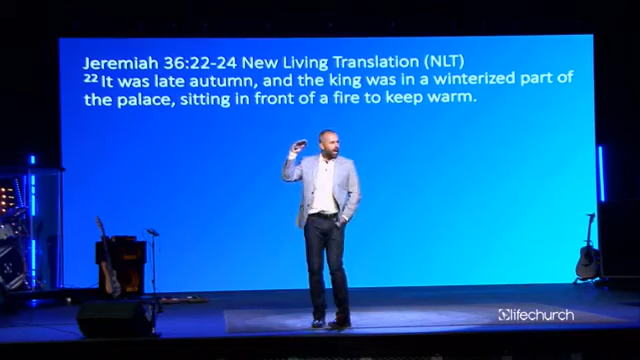 Jeremiah 36:22-24 New Living Translation (NLT)
22 It was late autumn, and the king was in a winterized part of
the palace, sitting in front of a fire to keep warm.
lifechurch